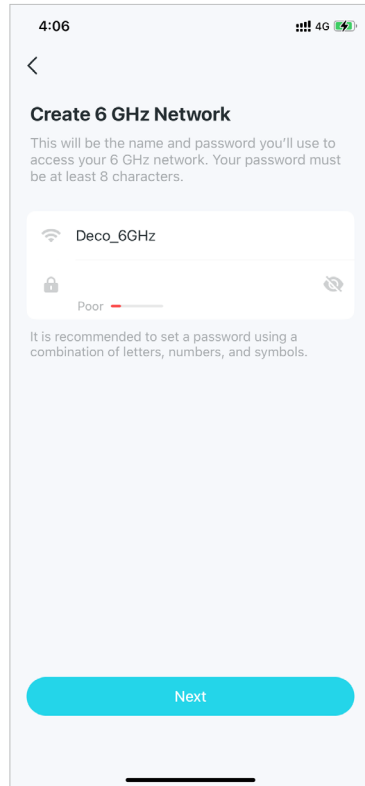 4:06
4G
Create 6 GHz Network
This will be the name and password you'll use to
access your 6 GHz network. Your password must
be at least 8 characters.
Deco_6GHz
Poor
It is recommended to set a password using a
combination of letters, numbers, and symbols.
Next